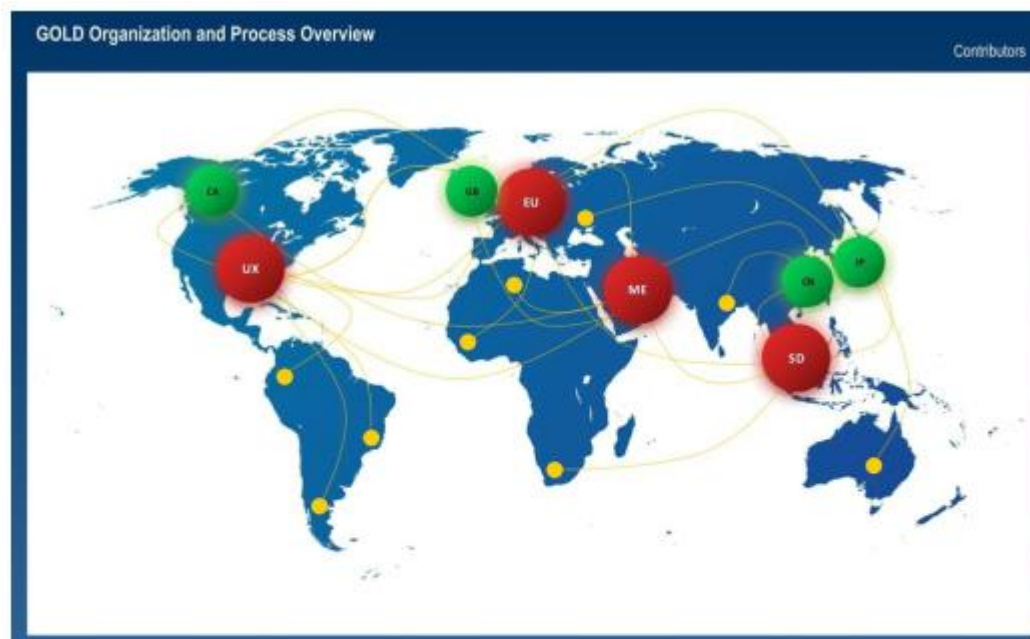 GOLD Organization and Process Overview
Contributors
CA
GB
EU
UX
ME
CN
JP
SD